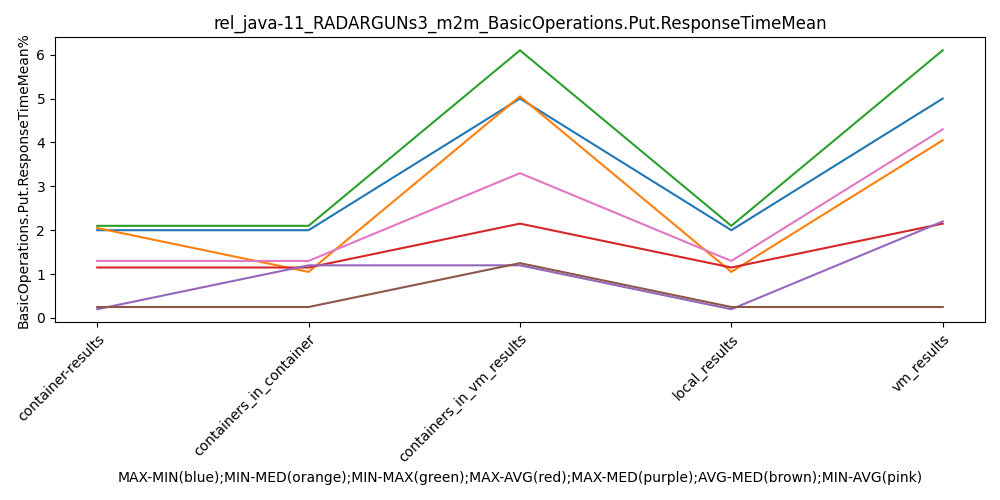 rel_java-11_RADARGUNs3_m2m_BasicOperations.Put.ResponseTimeMean
BasicOperations.Put.ResponseTimeMean%
6
5
4
3
2
1
0
container-results
containers_in_container
containers_in_vm_results
local_results
vm_results
MAX-MIN(blue);MIN-MED(orange);MIN-MAX(green);MAX-AVG(red);MAX-MED(purple);AVG-MED(brown);MIN-AVG(pink)